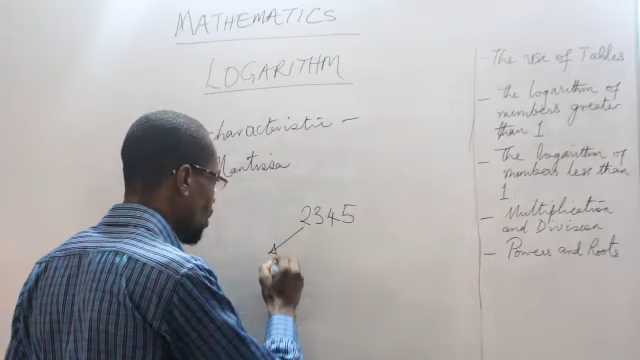 MATHEMATICS
LOGARITHM
Characteristic –
Mantissa
2345
- The use of Tables
- The logarithm of
numbers greater
than 1
- The logarithm of
numbers less than
1.
- Multiplication
and Division
- Powers and Roots